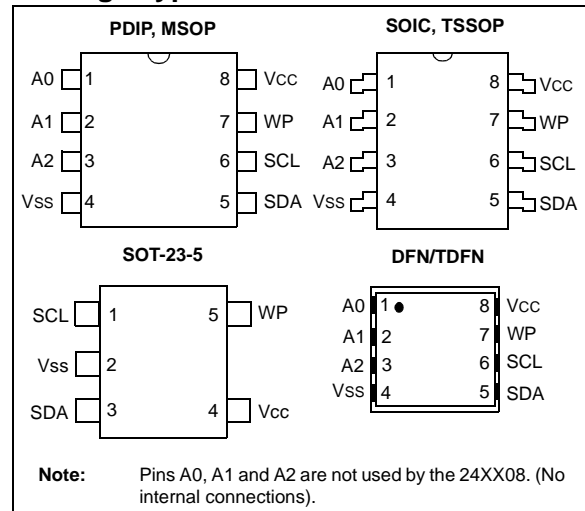 PDIP, MSOP
A0 1 8 VCC
A1 2 7 WP
A2 3 6 SCL
VSS 4 5 SDA
SOIC, TSSOP
A0 1 8 VCC
A1 2 7 WP
A2 3 6 SCL
VSS 4 5 SDA
SOT-23-5
SCL 1 5 WP
Vss 2
SDA 3 4 Vcc
DFN/TDFN
A0 1 8 VCC
A1 2 7 WP
A2 3 6 SCL
VSS 4 5 SDA
Note: Pins A0, A1 and A2 are not used by the 24XX08. (No
internal connections).